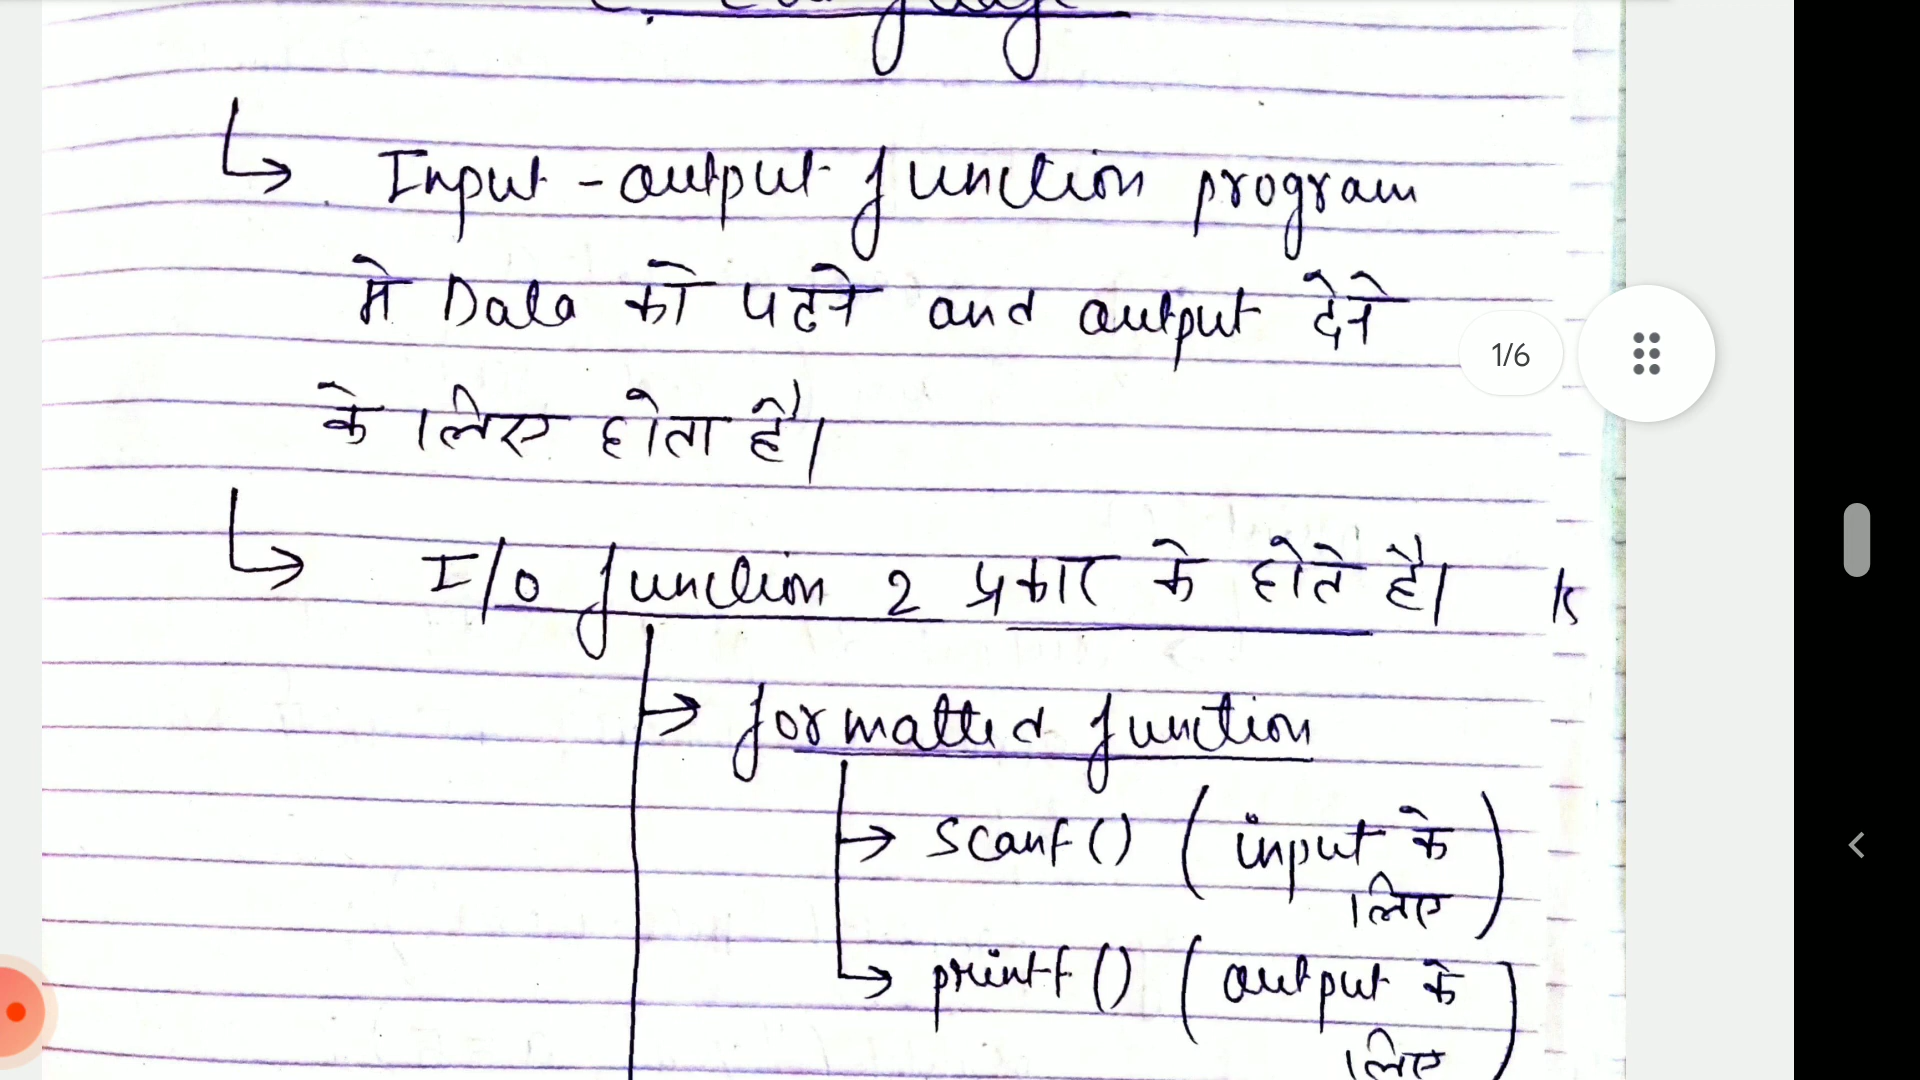 Input-output function program
मे Data को पढने and output देने
के लिए होता है।
1/6
I/O function 2 प्रकार के होते है।
formatted function
scanf() (input के
लिए)
printf() (output के
लिए)